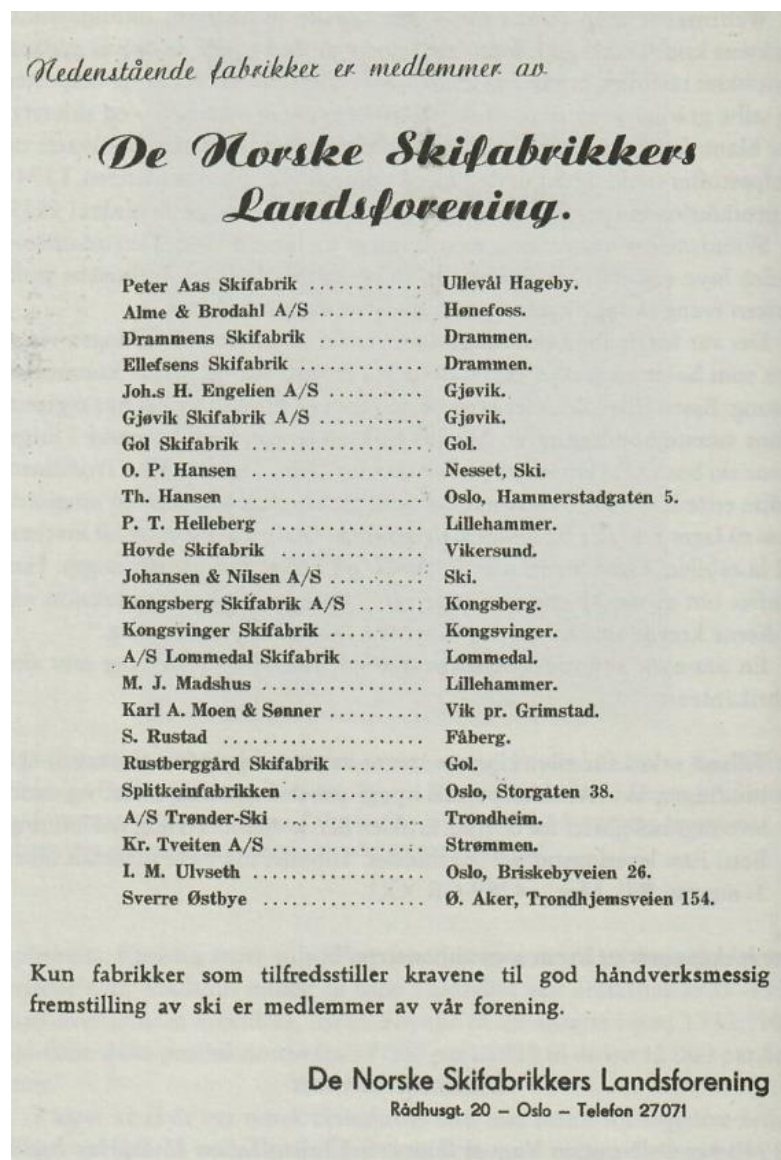 Nedenstående fabrikker er medlemmer av
De Norske Skifabrikkers
Landsforening.
Peter Aas Skifabrik ............ Ullevål Hageby.
Alme & Brodahl A/S ........... Hønefoss.
Drammens Skifabrik ........... Drammen.
Ellefsens Skifabrik ............. Drammen.
Joh.s H. Engelien A/S .......... Gjøvik.
Gjøvik Skifabrik A/S ........... Gjøvik.
Gol Skifabrik .................. Gol.
O. P. Hansen .................. Nesset, Ski.
Th. Hansen .................... Oslo, Hammerstadgaten 5.
P. T. Helleberg ................ Lillehammer.
Hovde Skifabrik ............... Vikersund.
Johansen & Nilsen A/S .......... Ski.
Kongsberg Skifabrik A/S ....... Kongsberg.
Kongsvinger Skifabrik .......... Kongsvinger.
A/S Lommedal Skifabrik ........ Lommedal.
M. J. Madshus ................. Lillehammer.
Karl A. Moen & Sønner .......... Vik pr. Grimstad.
S. Rustad ..................... Fåberg.
Rustberggård Skifabrik ......... Gol.
Splitkeinfabrikken .............. Oslo, Storgaten 38.
A/S Trønder-Ski ............... Trondheim.
Kr. Tveiten A/S ................ Strømmen.
I. M. Ulvseth .................. Oslo, Briskebyveien 26.
Sverre Østbye ................. Ø. Aker, Trondhjemsveien 154.
Kun fabrikker som tilfredsstiller kravene til god håndverksmessig
fremstilling av ski er medlemmer av vår forening.
De Norske Skifabrikkers Landsforening
Rådhusgt. 20 – Oslo – Telefon 27071